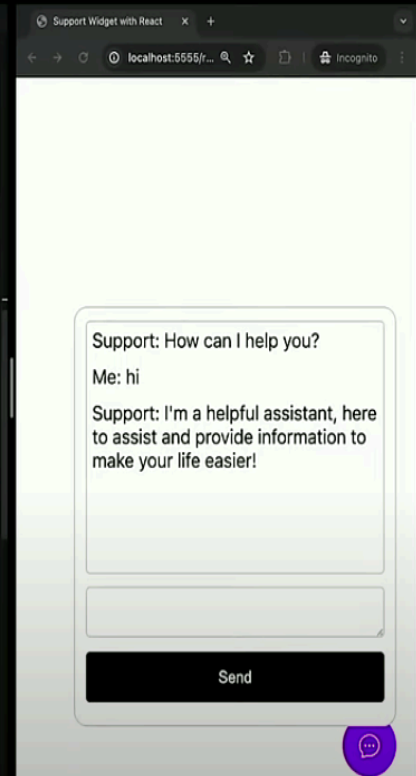 Support Widget with React
localhost:5555/r...
Incognito
Support: How can I help you?
Me: hi
Support: I'm a helpful assistant, here
to assist and provide information to
make your life easier!
Send